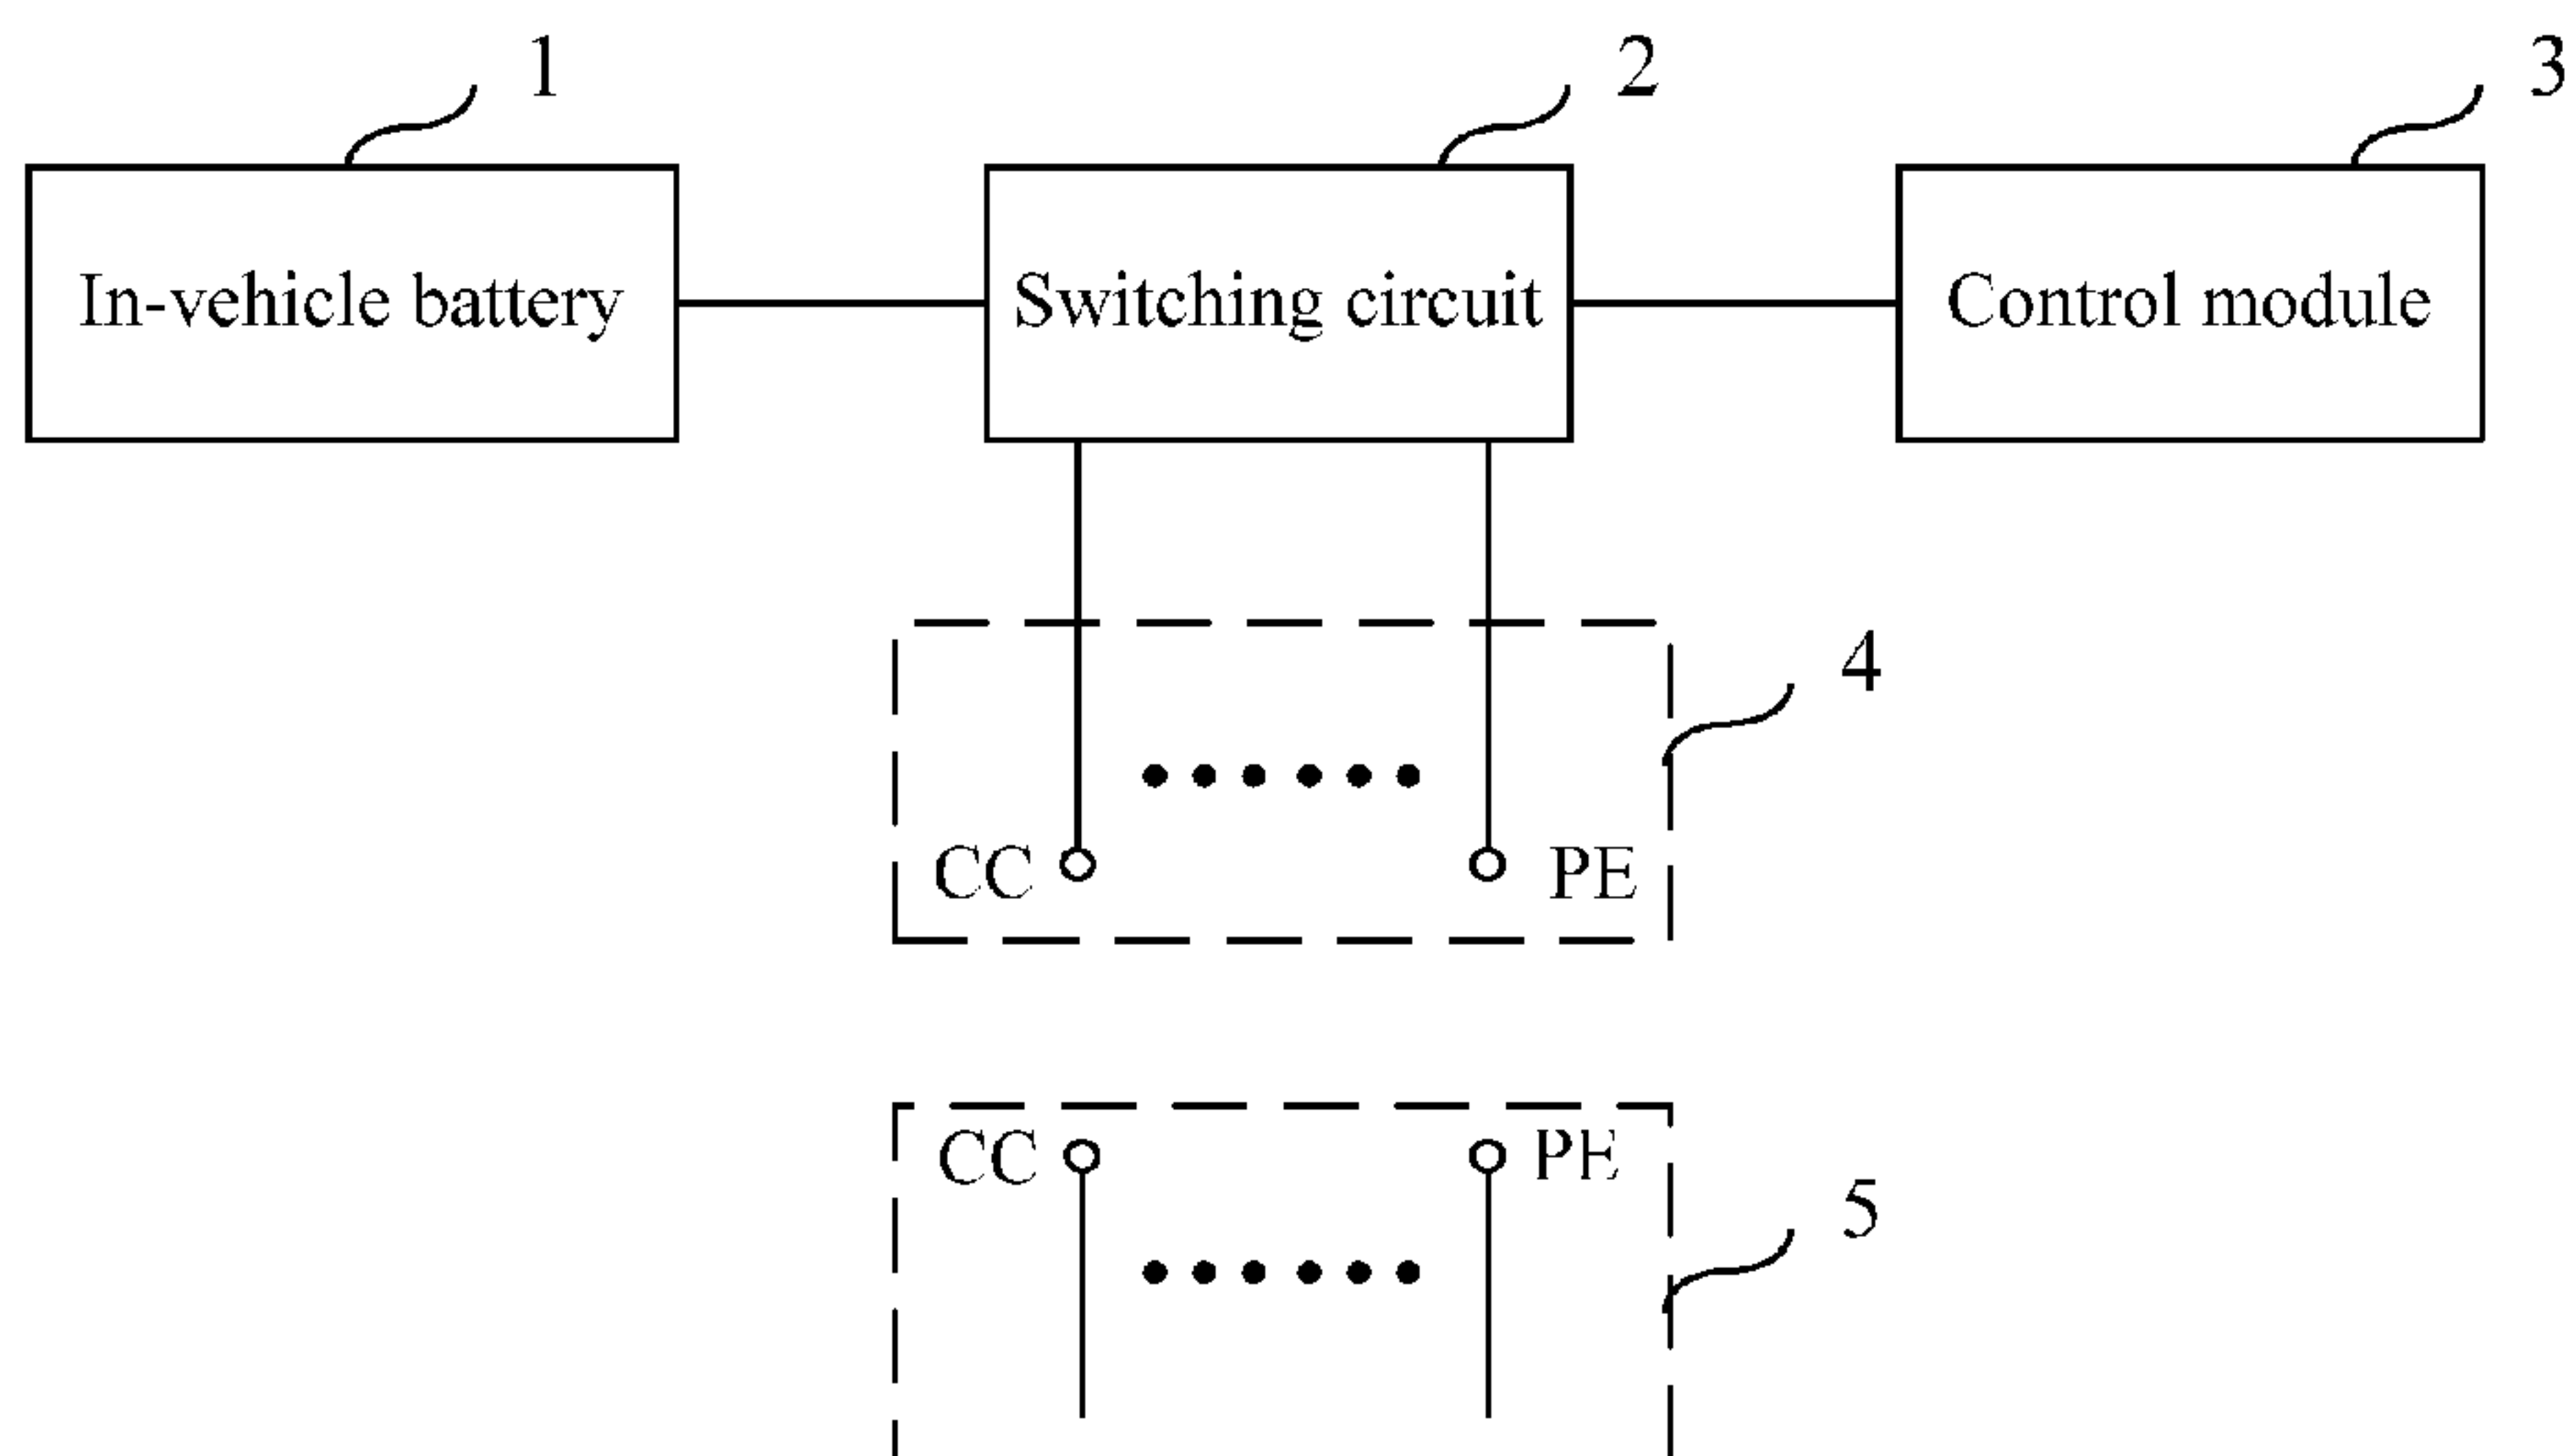 1
2
3
In-vehicle battery
Switching circuit
Control module
4
CC
PE
CC
PE
5